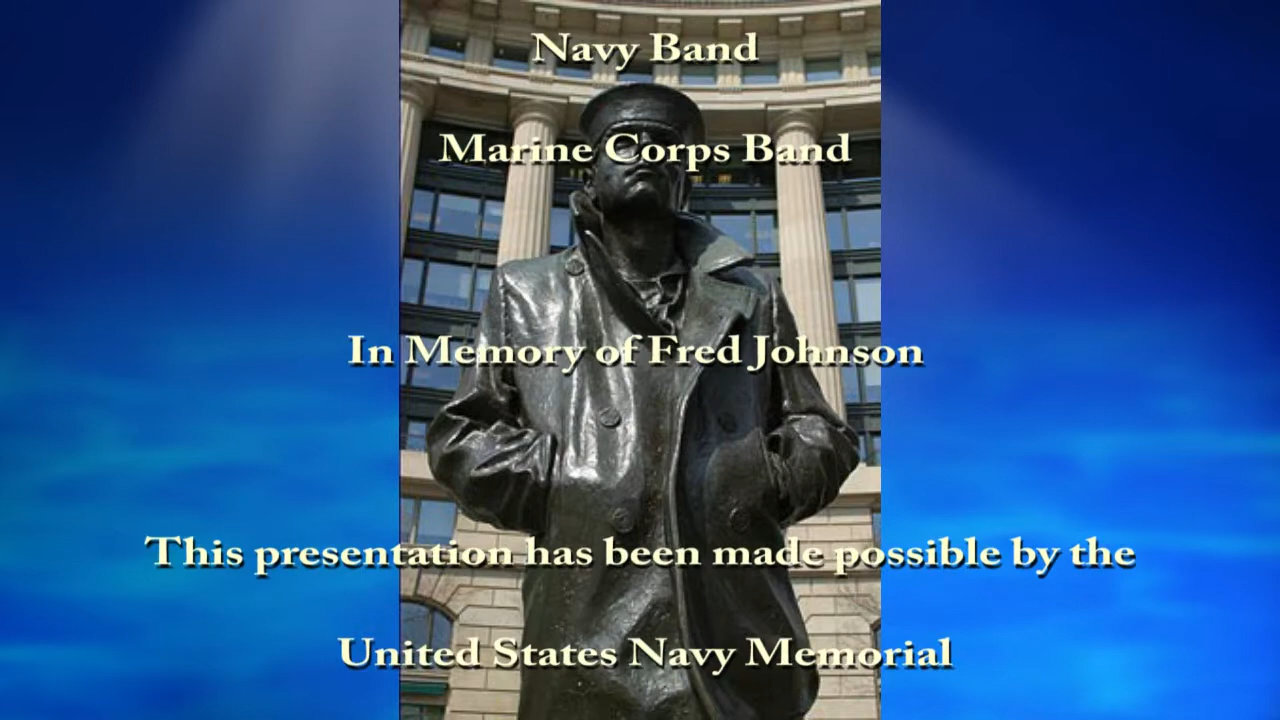 Navy Band
Marine Corps Band
In Memory of Fred Johnson
This presentation has been made possible by the
United States Navy Memorial